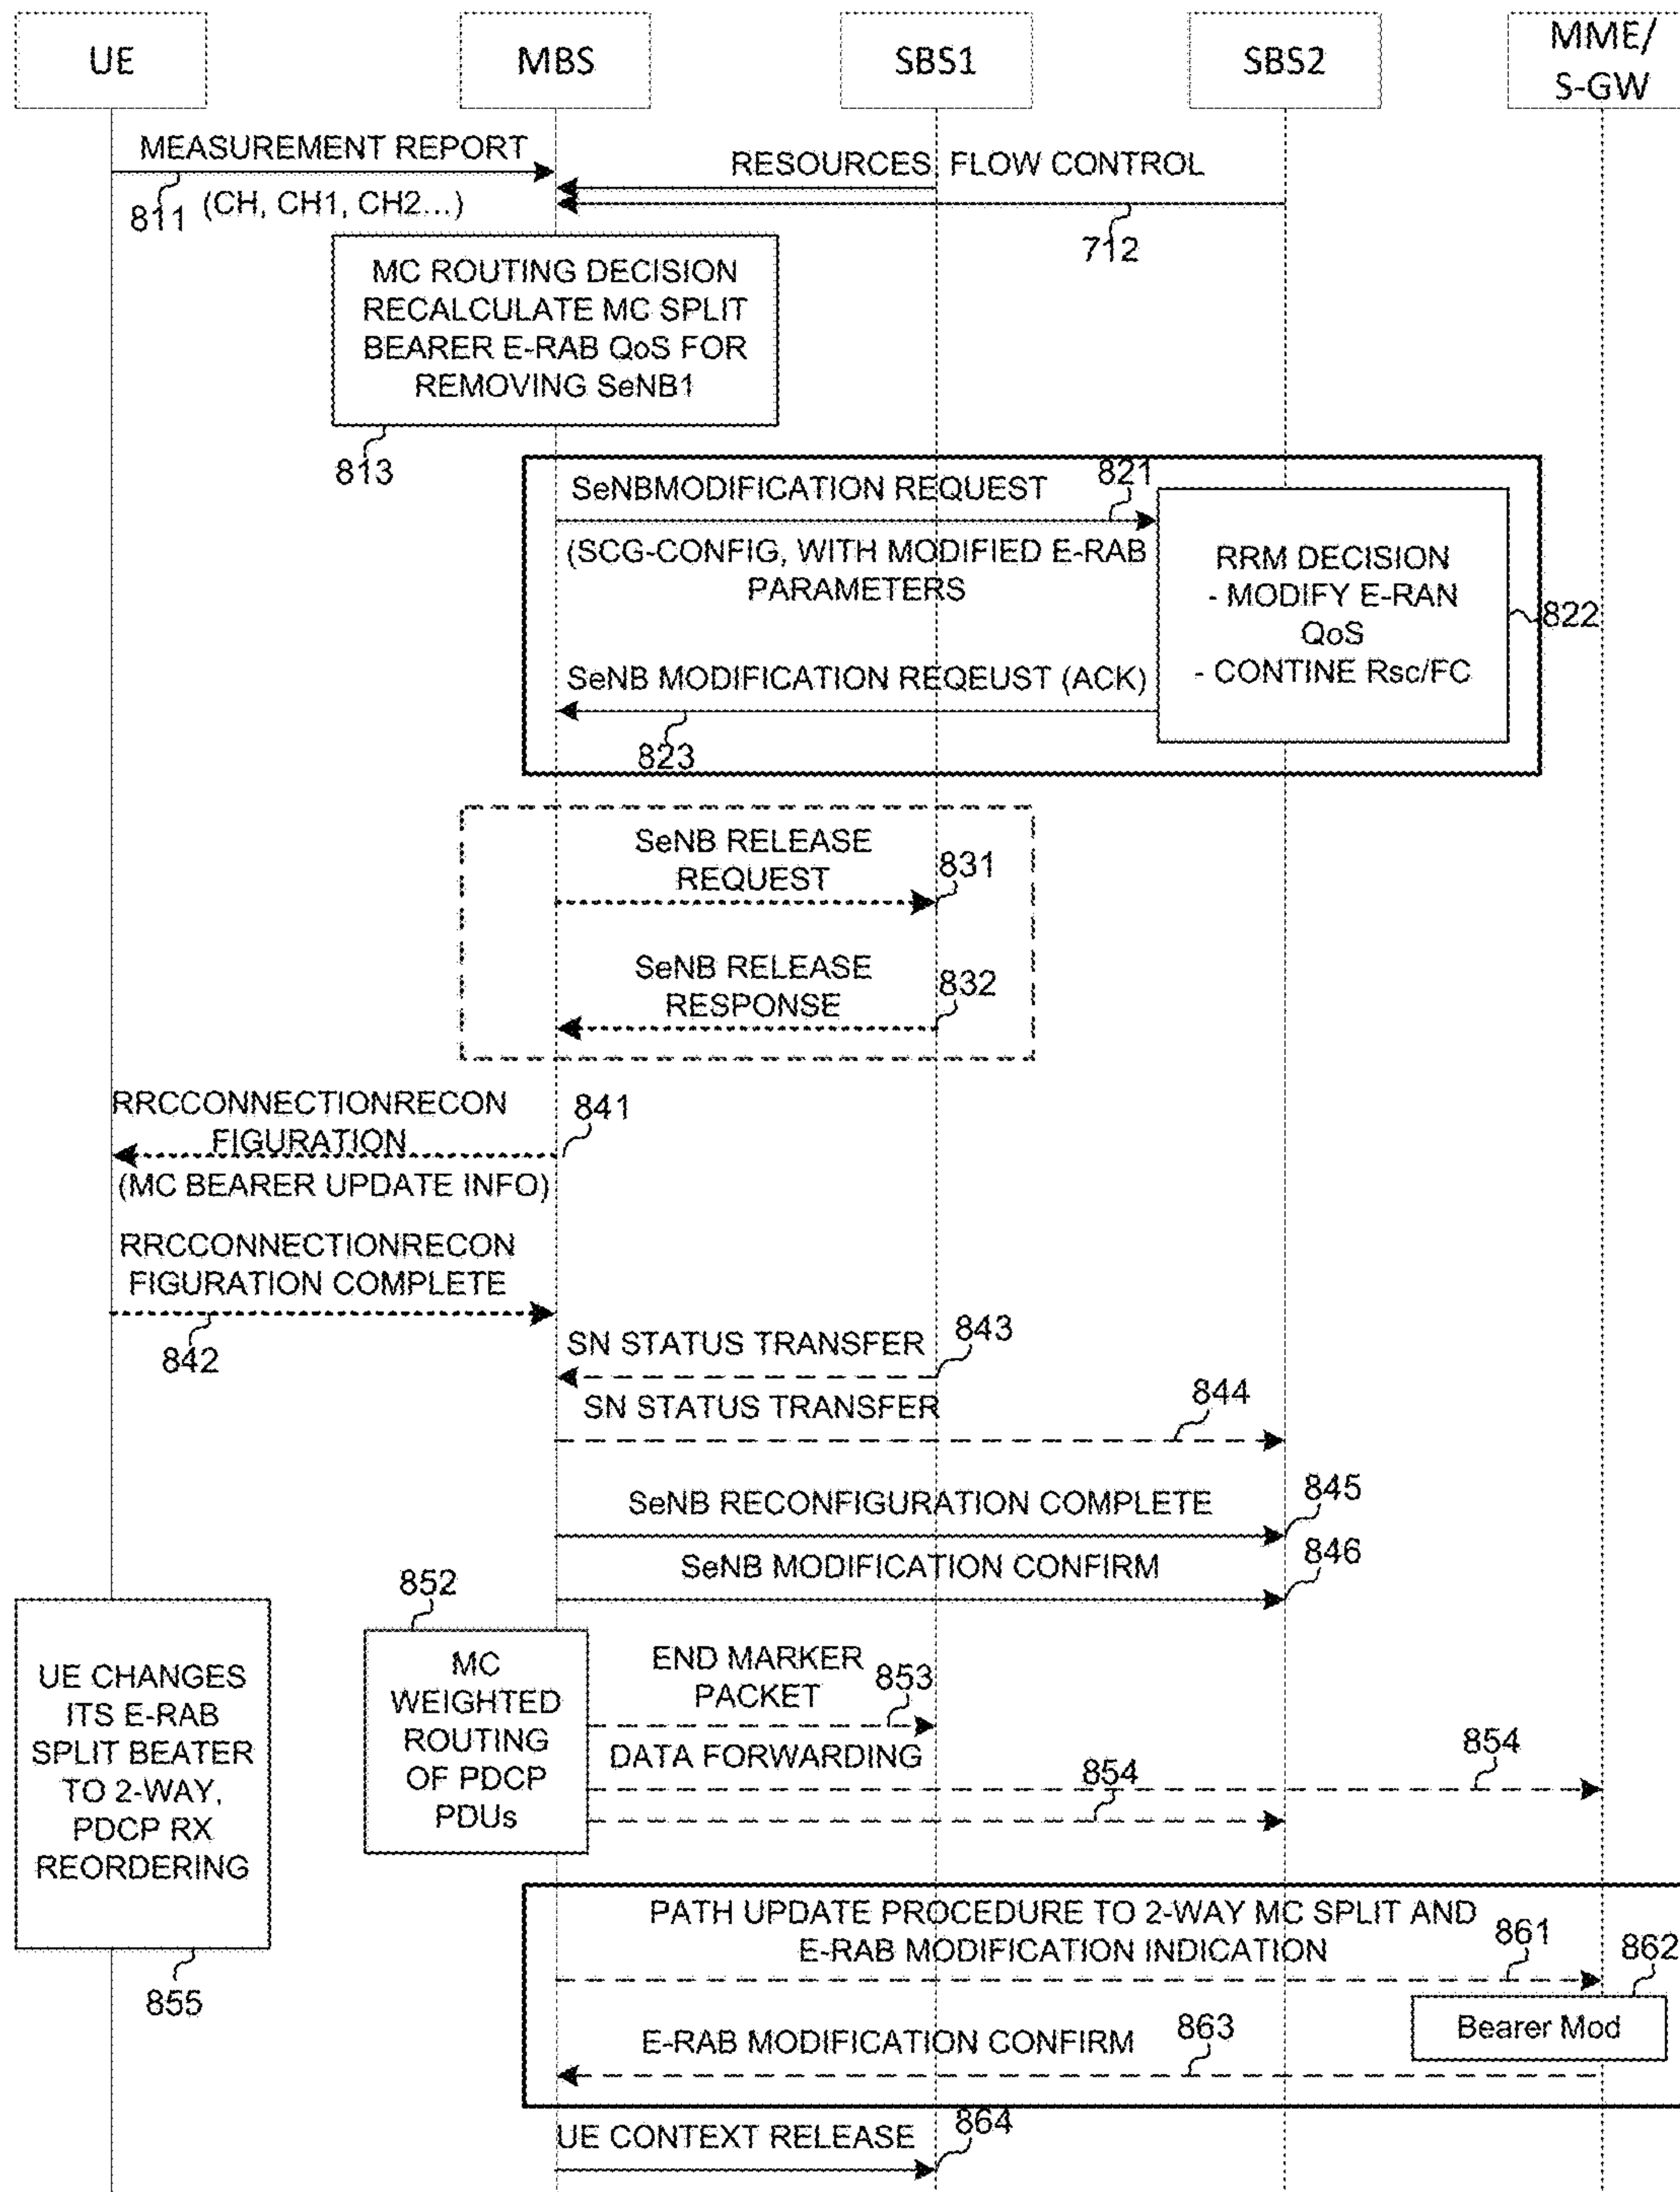 UE
MBS
SBS1
SBS2
MME/
S-GW
MEASUREMENT REPORT
811
(CH, CH1, CH2...)
RESOURCES FLOW CONTROL
712
MC ROUTING DECISION
RECALCULATE MC SPLIT
BEARER E-RAB QoS FOR
REMOVING SeNB1
813
SeNBMODIFICATION REQUEST
821
(SCG-CONFIG, WITH MODIFIED E-RAB
PARAMETERS
RRM DECISION
- MODIFY E-RAN
QoS
- CONTINE Rsc/FC
822
SeNB MODIFICATION REQEUST (ACK)
823
SeNB RELEASE
REQUEST
831
SeNB RELEASE
RESPONSE
832
RRCCONNECTIONRECON
FIGURATION
841
(MC BEARER UPDATE INFO)
RRCCONNECTIONRECON
FIGURATION COMPLETE
842
SN STATUS TRANSFER
843
SN STATUS TRANSFER
844
SeNB RECONFIGURATION COMPLETE
845
SeNB MODIFICATION CONFIRM
846
UE CHANGES
ITS E-RAB
SPLIT BEATER
TO 2-WAY,
PDCP RX
REORDERING
855
852
MC
WEIGHTED
ROUTING
OF PDCP
PDUs
END MARKER
PACKET
853
DATA FORWARDING
854
854
PATH UPDATE PROCEDURE TO 2-WAY MC SPLIT AND
E-RAB MODIFICATION INDICATION
861
862
Bearer Mod
E-RAB MODIFICATION CONFIRM
863
UE CONTEXT RELEASE
864